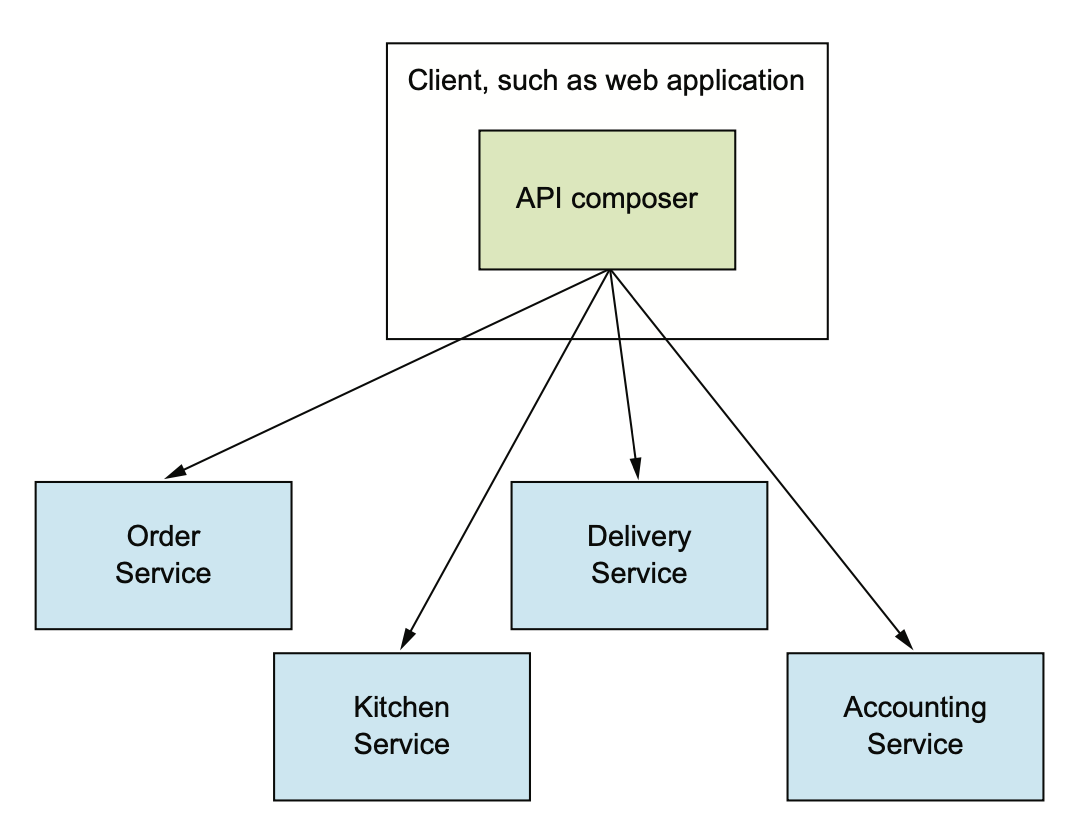 Client, such as web application
API composer
Order
Service
Delivery
Service
Kitchen
Service
Accounting
Service